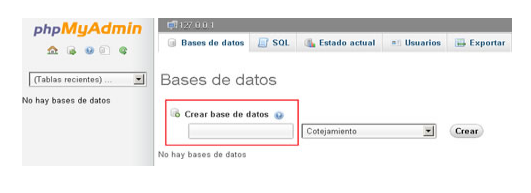 phpMyAdmin
127.0.0.1
Bases de datos
SQL
Estado actual
Usuarios
Exportar
(Tablas recientes) ...
No hay bases de datos
Bases de datos
Crear base de datos
Cotejamiento
Crear
No hay bases de datos